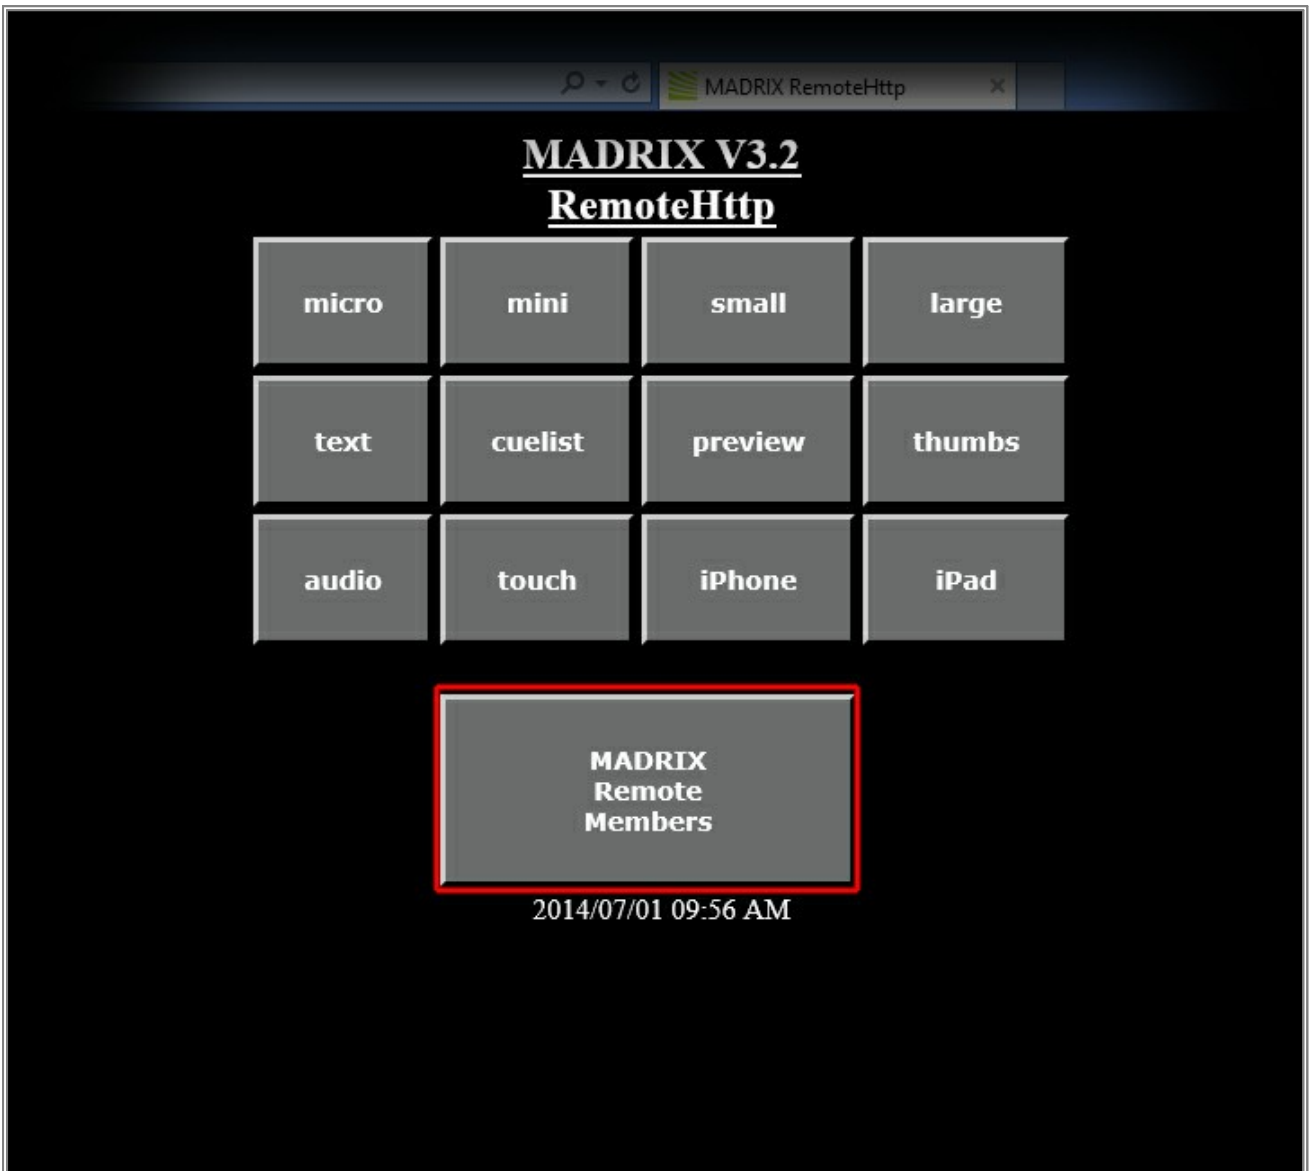 MADRIX RemoteHttp
MADRIX V3.2
RemoteHttp
micro mini small large
text cuelist preview thumbs
audio touch iPhone iPad
MADRIX
Remote
Members
2014/07/01 09:56 AM